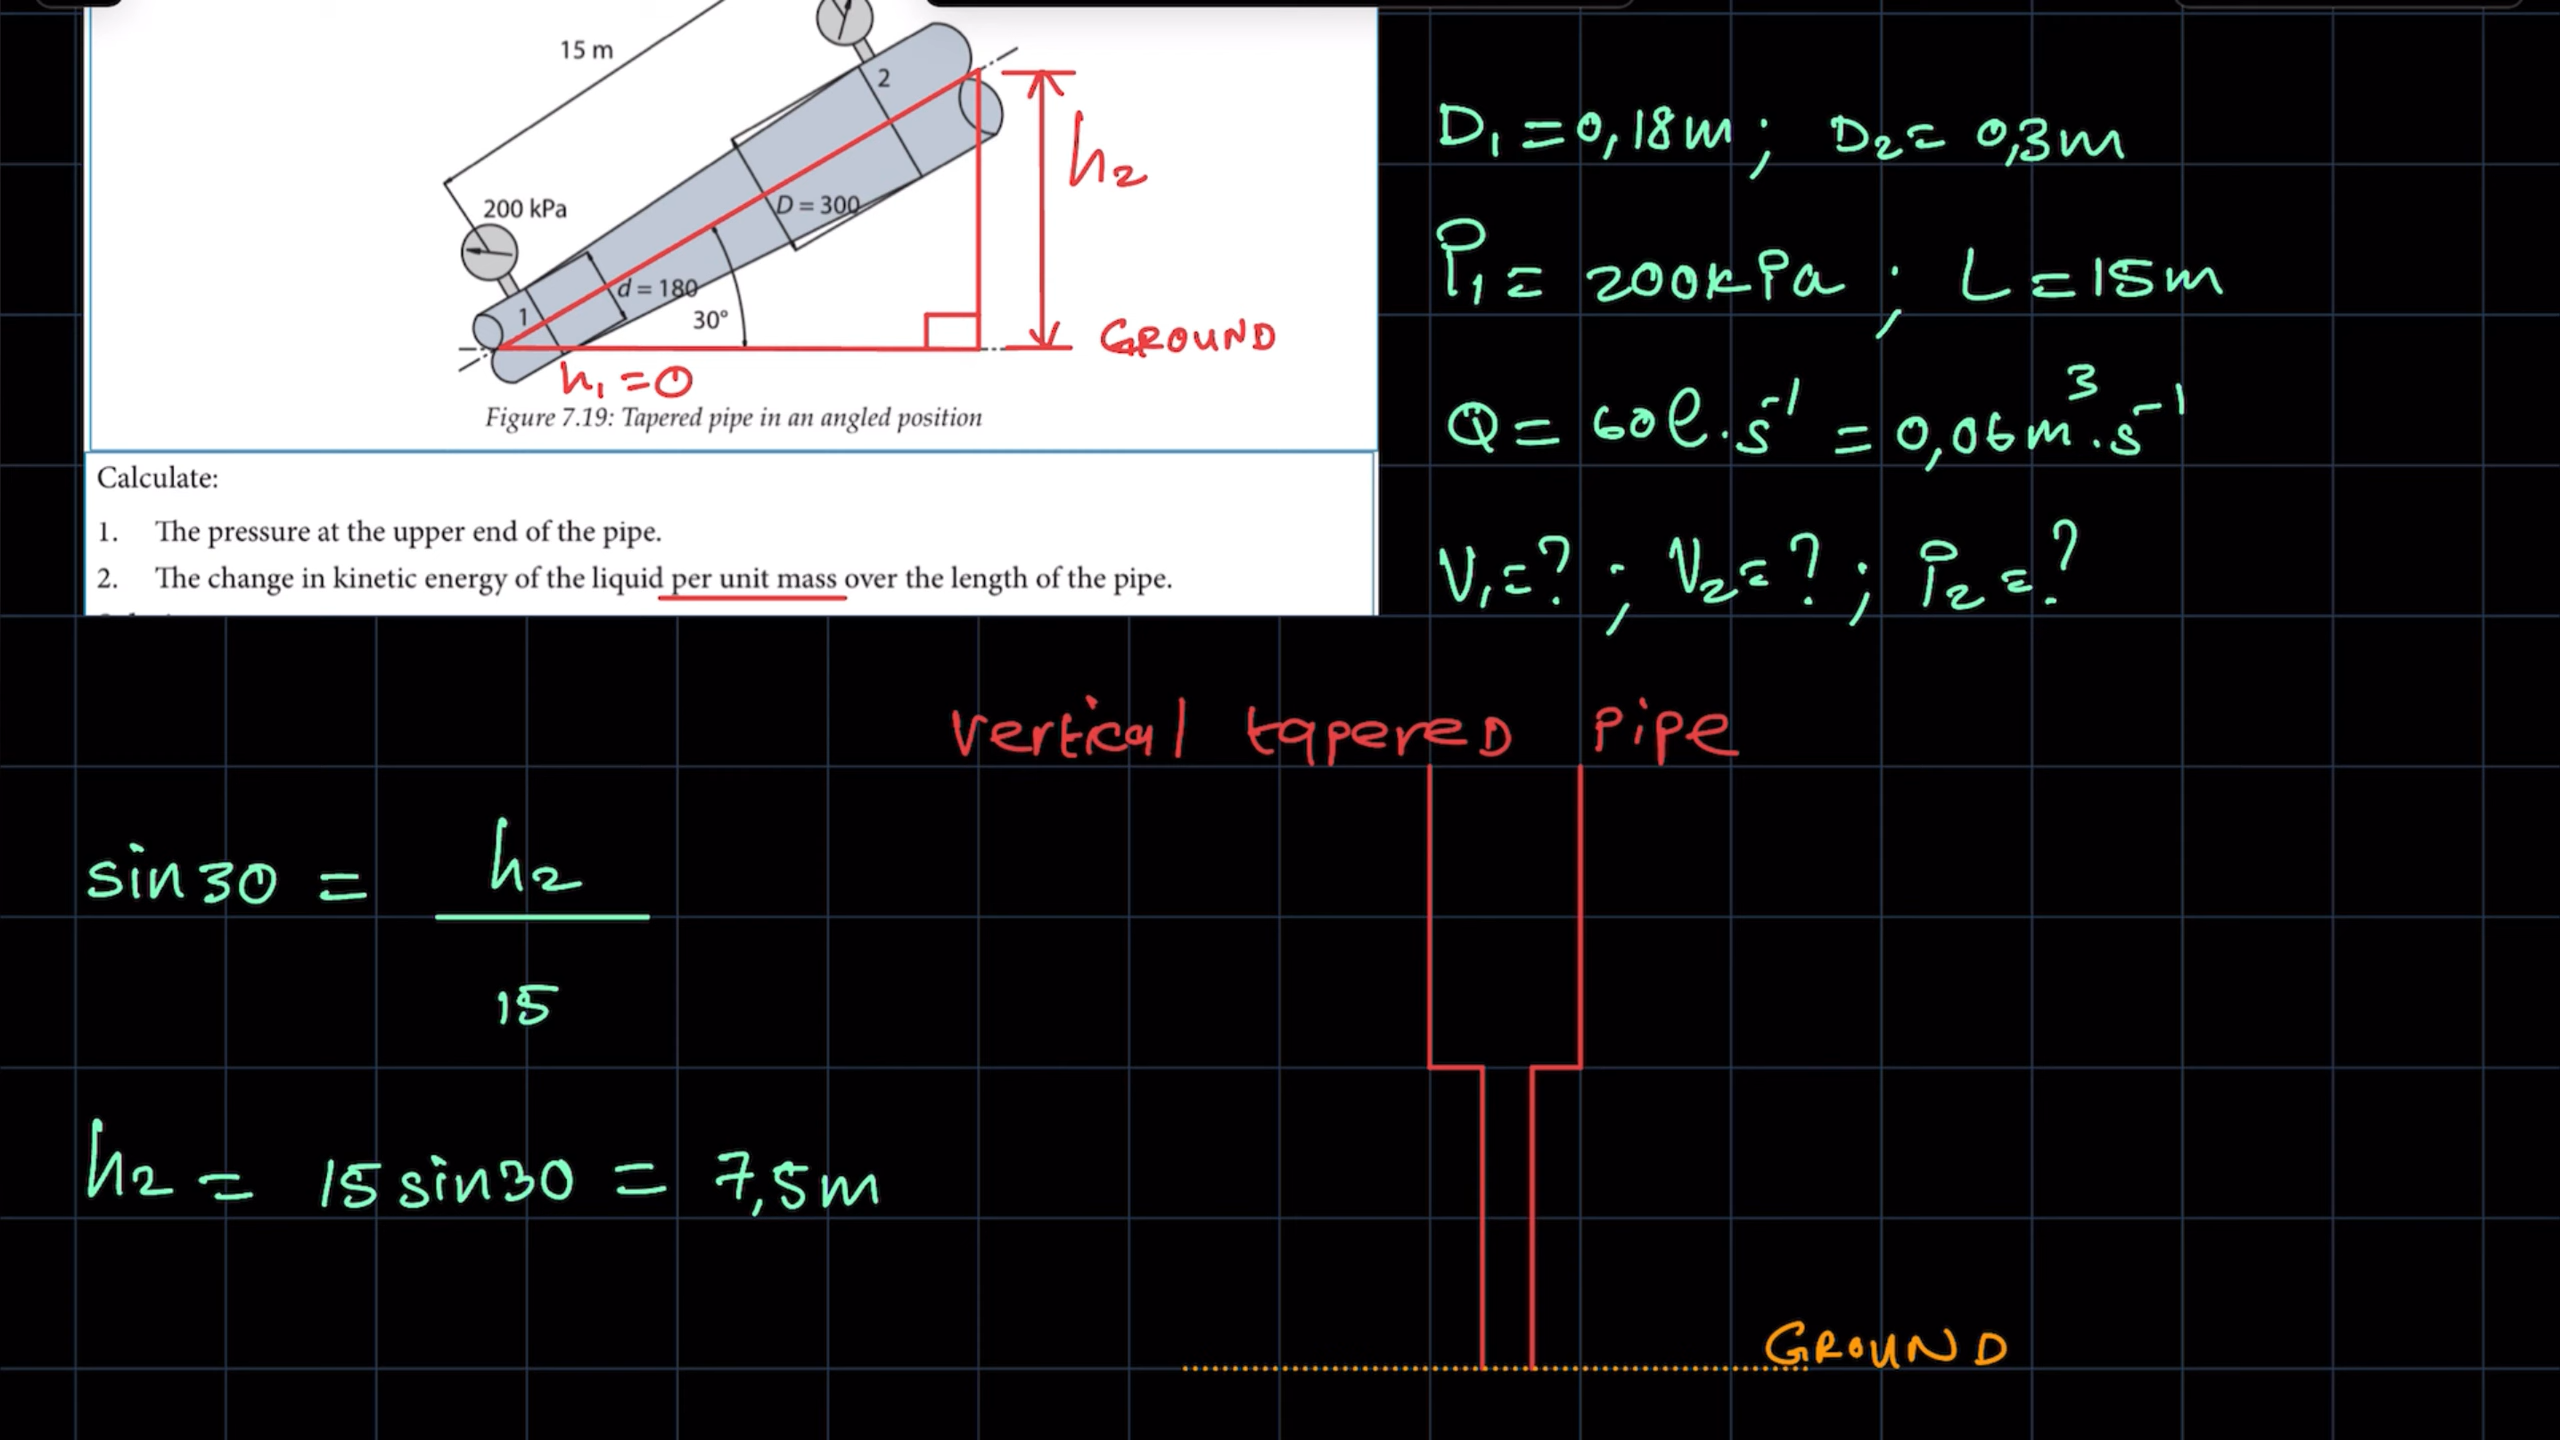 15 m
2
200 kPa
D = 300
d = 180
1
30°
h₂
GROUND
h₁ = 0
Figure 7.19: Tapered pipe in an angled position
Calculate:
1. The pressure at the upper end of the pipe.
2. The change in kinetic energy of the liquid per unit mass over the length of the pipe.
D₁ = 0,18m ; D₂ = 0,3m
P₁ = 200kPa ; L = 15m
Q = 60ℓ.s⁻¹ = 0,06m³.s⁻¹
V₁ = ? ; V₂ = ? ; P₂ = ?
Vertical tapereD Pipe
sin30 = h₂
15
h₂ = 15sin30 = 7,5m
GROUND